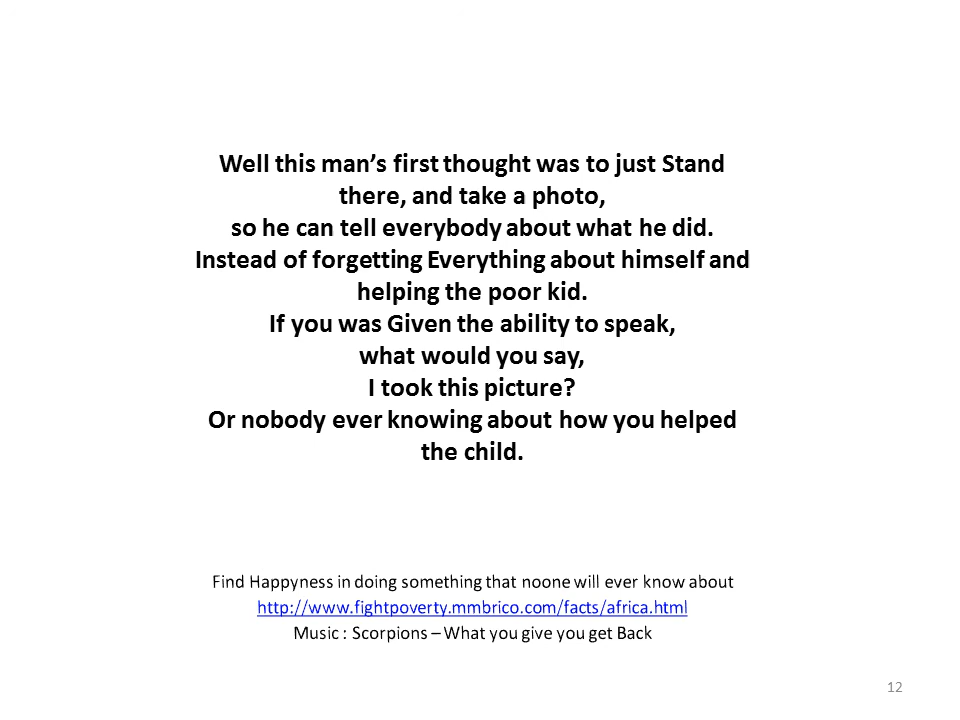 Well this man’s first thought was to just Stand
there, and take a photo,
so he can tell everybody about what he did.
Instead of forgetting Everything about himself and
helping the poor kid.
If you was Given the ability to speak,
what would you say,
I took this picture?
Or nobody ever knowing about how you helped
the child.
Find Happyness in doing something that noone will ever know about
http://www.fightpoverty.mmbrico.com/facts/africa.html
Music : Scorpions – What you give you get Back
12